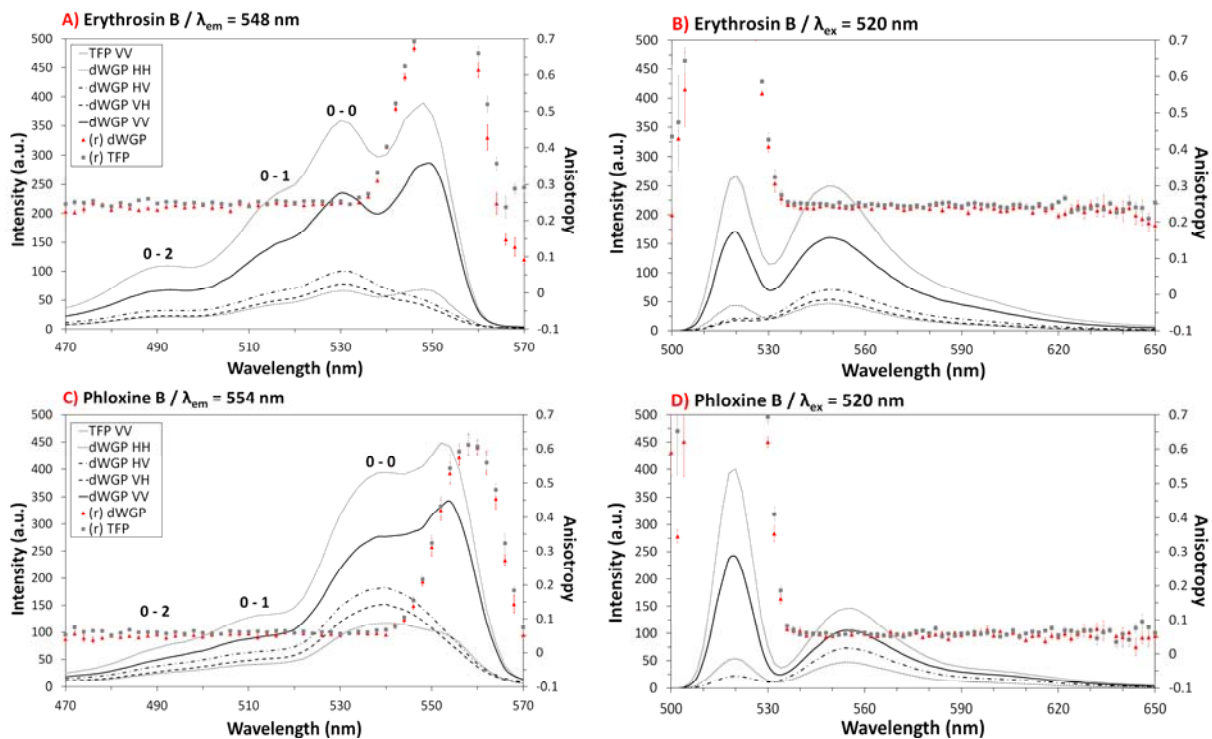 A) Erythrosin B / λem = 548 nm
500
450
400
350
300
250
200
150
100
50
0
Intensity (a.u.)
TFP VV
dWGP HH
dWGP HV
dWGP VH
dWGP VV
(r) dWGP
(r) TFP
0 - 2
0 - 1
0 - 0
0.7
0.6
0.5
0.4
0.3
0.2
0.1
0
-0.1
Anisotropy
470 490 510 530 550 570
Wavelength (nm)
B) Erythrosin B / λex = 520 nm
500
450
400
350
300
250
200
150
100
50
0
Intensity (a.u.)
0.7
0.6
0.5
0.4
0.3
0.2
0.1
0
-0.1
Anisotropy
500 530 560 590 620 650
Wavelength (nm)
C) Phloxine B / λem = 554 nm
500
450
400
350
300
250
200
150
100
50
0
Intensity (a.u.)
TFP VV
dWGP HH
dWGP HV
dWGP VH
dWGP VV
(r) dWGP
(r) TFP
0 - 2
0 - 1
0 - 0
0.7
0.6
0.5
0.4
0.3
0.2
0.1
0
-0.1
Anisotropy
470 490 510 530 550 570
Wavelength (nm)
D) Phloxine B / λex = 520 nm
500
450
400
350
300
250
200
150
100
50
0
Intensity (a.u.)
0.7
0.6
0.5
0.4
0.3
0.2
0.1
0
-0.1
Anisotropy
500 530 560 590 620 650
Wavelength (nm)